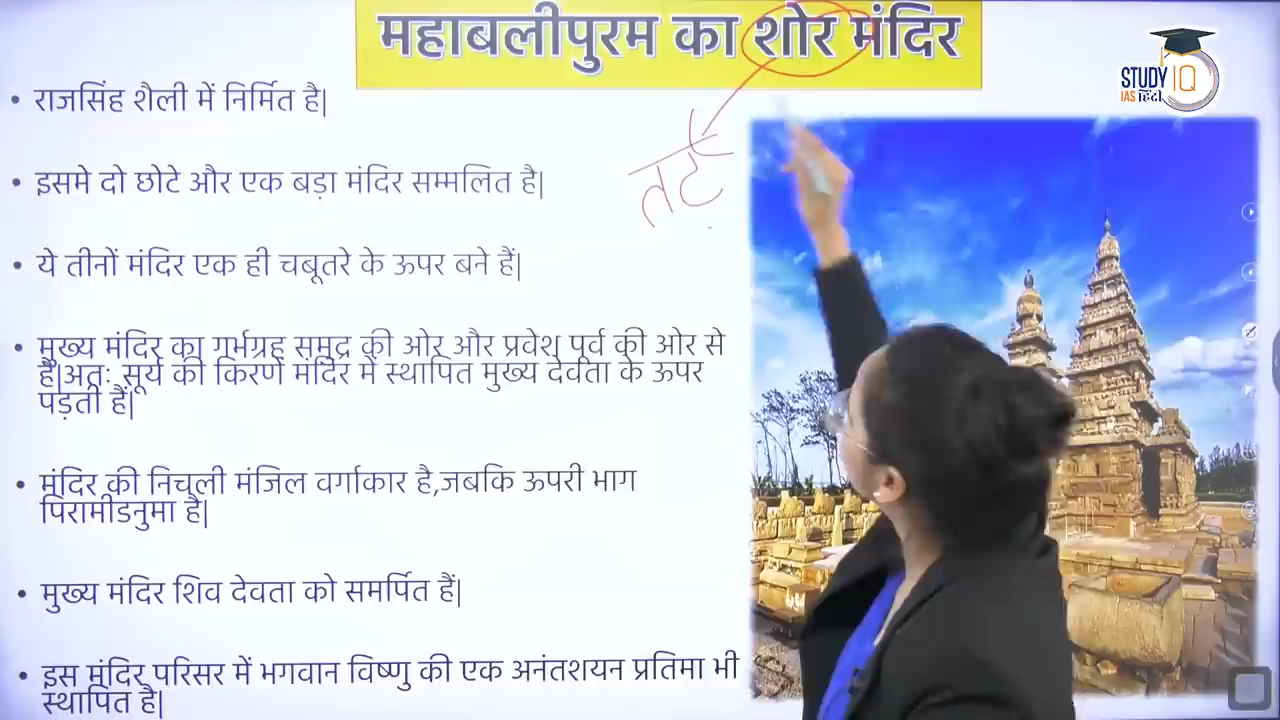 महाबलीपुरम का शोर मंदिर
STUDY IQ
IAS हिंदी
तट
• राजसिंह शैली में निर्मित है|
• इसमे दो छोटे और एक बड़ा मंदिर सम्मलित है|
• ये तीनों मंदिर एक ही चबूतरे के ऊपर बने हैं|
• मुख्य मंदिर का गर्भग्रह समुद्र की ओर और प्रवेश पूर्व की ओर से
है|अतः सूर्य की किरणें मंदिर में स्थापित मुख्य देवता के ऊपर
पड़ती हैं|
• मंदिर की निचली मंजिल वर्गाकार है,जबकि ऊपरी भाग
पिरामीडनुमा है|
• मुख्य मंदिर शिव देवता को समर्पित हैं|
• इस मंदिर परिसर में भगवान विष्णु की एक अनंतशयन प्रतिमा भी
स्थापित है|